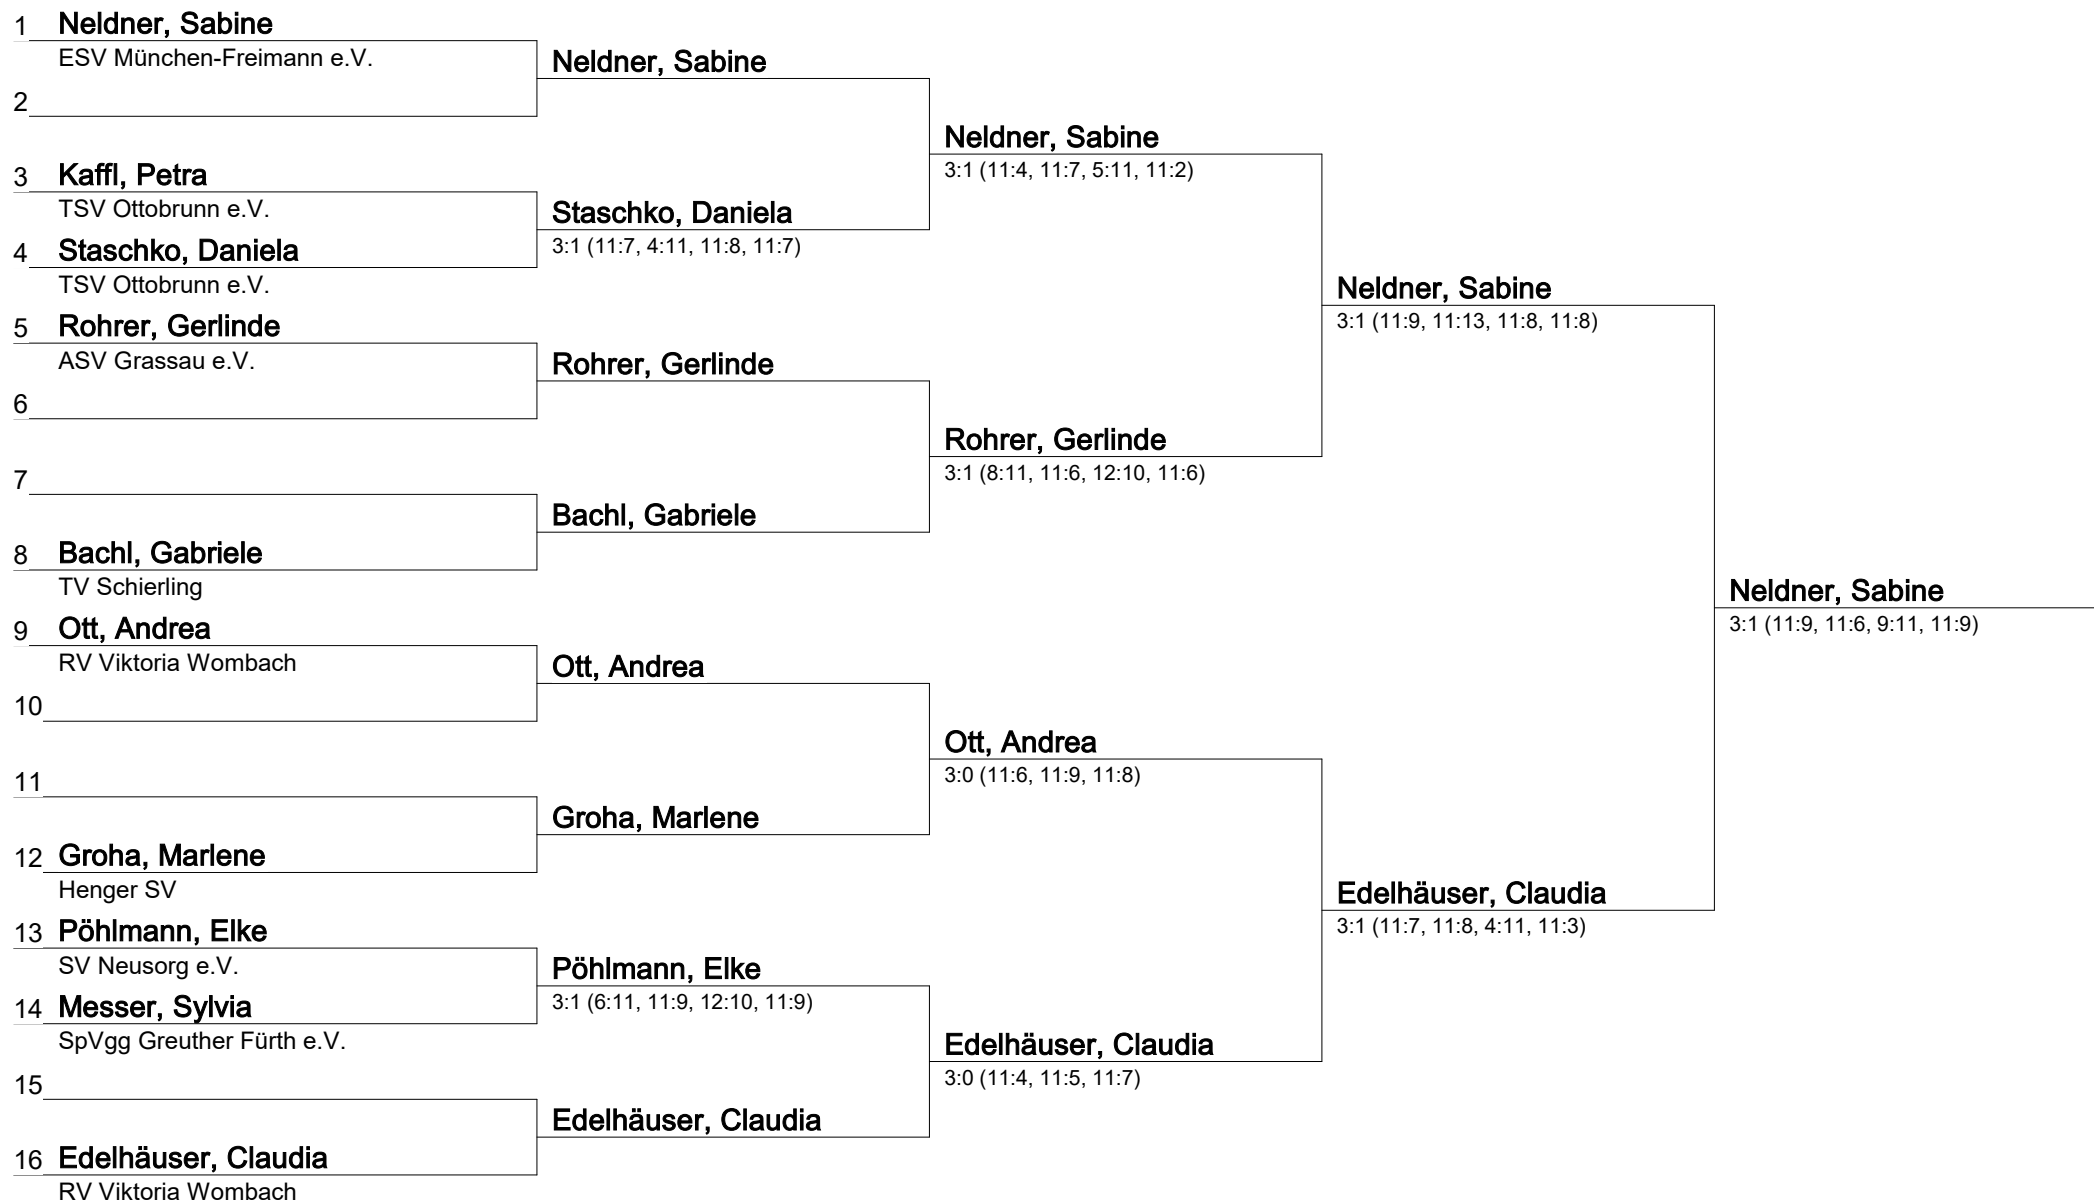 1 Neldner, Sabine
ESV München-Freimann e.V.
Neldner, Sabine
2
Neldner, Sabine
3:1 (11:4, 11:7, 5:11, 11:2)
3 Kaffl, Petra
TSV Ottobrunn e.V.
Staschko, Daniela
3:1 (11:7, 4:11, 11:8, 11:7)
4 Staschko, Daniela
TSV Ottobrunn e.V.
Neldner, Sabine
3:1 (11:9, 11:13, 11:8, 11:8)
5 Rohrer, Gerlinde
ASV Grassau e.V.
Rohrer, Gerlinde
6
Rohrer, Gerlinde
3:1 (8:11, 11:6, 12:10, 11:6)
7
Bachl, Gabriele
8 Bachl, Gabriele
TV Schierling
Neldner, Sabine
3:1 (11:9, 11:6, 9:11, 11:9)
9 Ott, Andrea
RV Viktoria Wombach
Ott, Andrea
10
Ott, Andrea
3:0 (11:6, 11:9, 11:8)
11
Groha, Marlene
12 Groha, Marlene
Henger SV
Edelhäuser, Claudia
3:1 (11:7, 11:8, 4:11, 11:3)
13 Pöhlmann, Elke
SV Neusorg e.V.
Pöhlmann, Elke
3:1 (6:11, 11:9, 12:10, 11:9)
14 Messer, Sylvia
SpVgg Greuther Fürth e.V.
Edelhäuser, Claudia
3:0 (11:4, 11:5, 11:7)
15
Edelhäuser, Claudia
16 Edelhäuser, Claudia
RV Viktoria Wombach